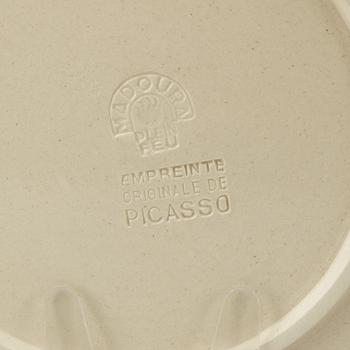 MADOURA
PLEIN
FEU
EMPREINTE
ORIGINALE DE
PICASSO